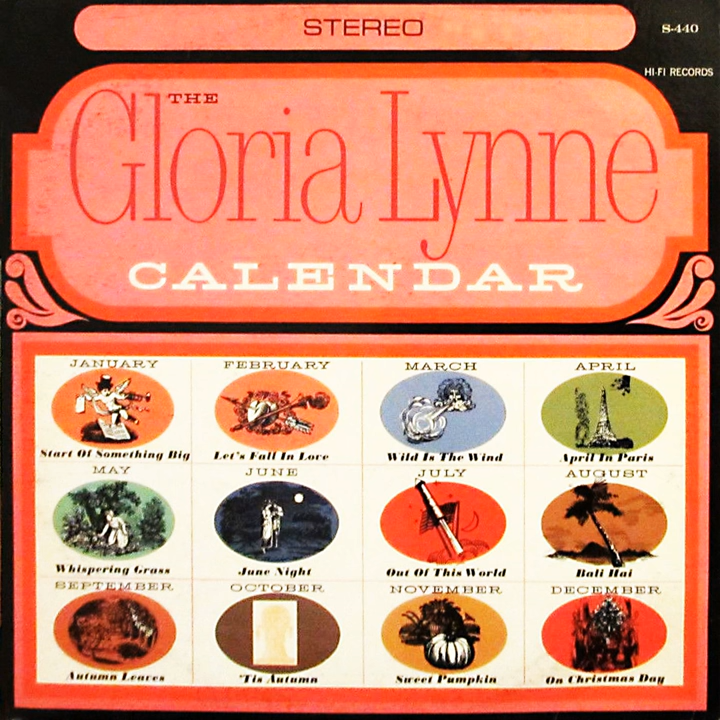 STEREO
S-440
HI-FI RECORDS
THE
Gloria Lynne
CALENDAR
JANUARY FEBRUARY MARCH APRIL
Start Of Something Big Let's Fall In Love Wild Is The Wind April In Paris
MAY JUNE JULY AUGUST
Whispering Grass June Night Out Of This World Bali Hai
SEPTEMBER OCTOBER NOVEMBER DECEMBER
Autumn Leaves 'Tis Autumn Sweet Pumpkin On Christmas Day